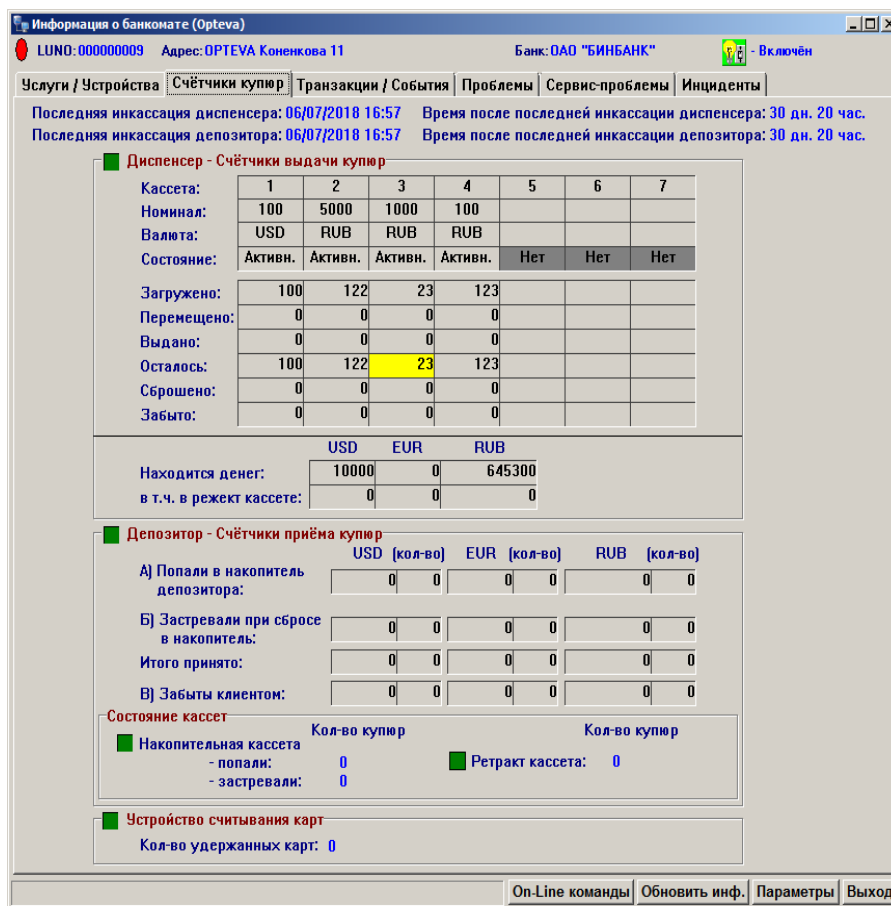 Информация о банкомате (Opteva)
LUNO: 000000009 Адрес: OPTEVA Коненкова 11 Банк: ОАО "БИНБАНК" - Включён
Услуги / Устройства Счётчики купюр Транзакции / События Проблемы Сервис-проблемы Инциденты
Последняя инкассация диспенсера: 06/07/2018 16:57 Время после последней инкассации диспенсера: 30 дн. 20 час.
Последняя инкассация депозитора: 06/07/2018 16:57 Время после последней инкассации депозитора: 30 дн. 20 час.
Диспенсер - Счётчики выдачи купюр
Кассета: 1 2 3 4 5 6 7
Номинал: 100 5000 1000 100
Валюта: USD RUB RUB RUB
Состояние: Активн. Активн. Активн. Активн. Нет Нет Нет
Загружено: 100 122 23 123
Перемещено: 0 0 0 0
Выдано: 0 0 0 0
Осталось: 100 122 23 123
Сброшено: 0 0 0 0
Забыто: 0 0 0 0
USD EUR RUB
Находится денег: 10000 0 645300
в т.ч. в режект кассете: 0 0 0
Депозитор - Счётчики приёма купюр
USD (кол-во) EUR (кол-во) RUB (кол-во)
А) Попали в накопитель
депозитора: 0 0 0 0 0 0
Б) Застревали при сбросе
в накопитель: 0 0 0 0 0 0
Итого принято: 0 0 0 0 0 0
В) Забыты клиентом: 0 0 0 0 0 0
Состояние кассет
Кол-во купюр Кол-во купюр
Накопительная кассета
- попали: 0 Ретракт кассета: 0
- застревали: 0
Устройство считывания карт
Кол-во удержанных карт: 0
On-Line команды Обновить инф. Параметры Выход